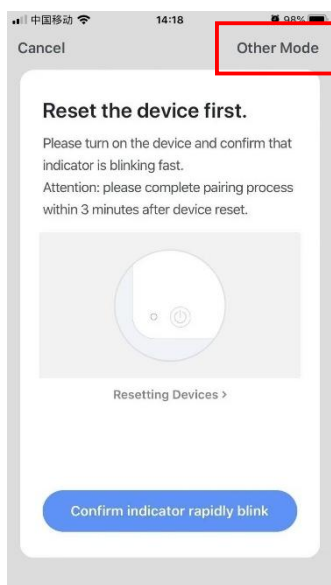 中国移动 14:18 98%
Cancel Other Mode
Reset the device first.
Please turn on the device and confirm that
indicator is blinking fast.
Attention: please complete pairing process
within 3 minutes after device reset.
Resetting Devices >
Confirm indicator rapidly blink